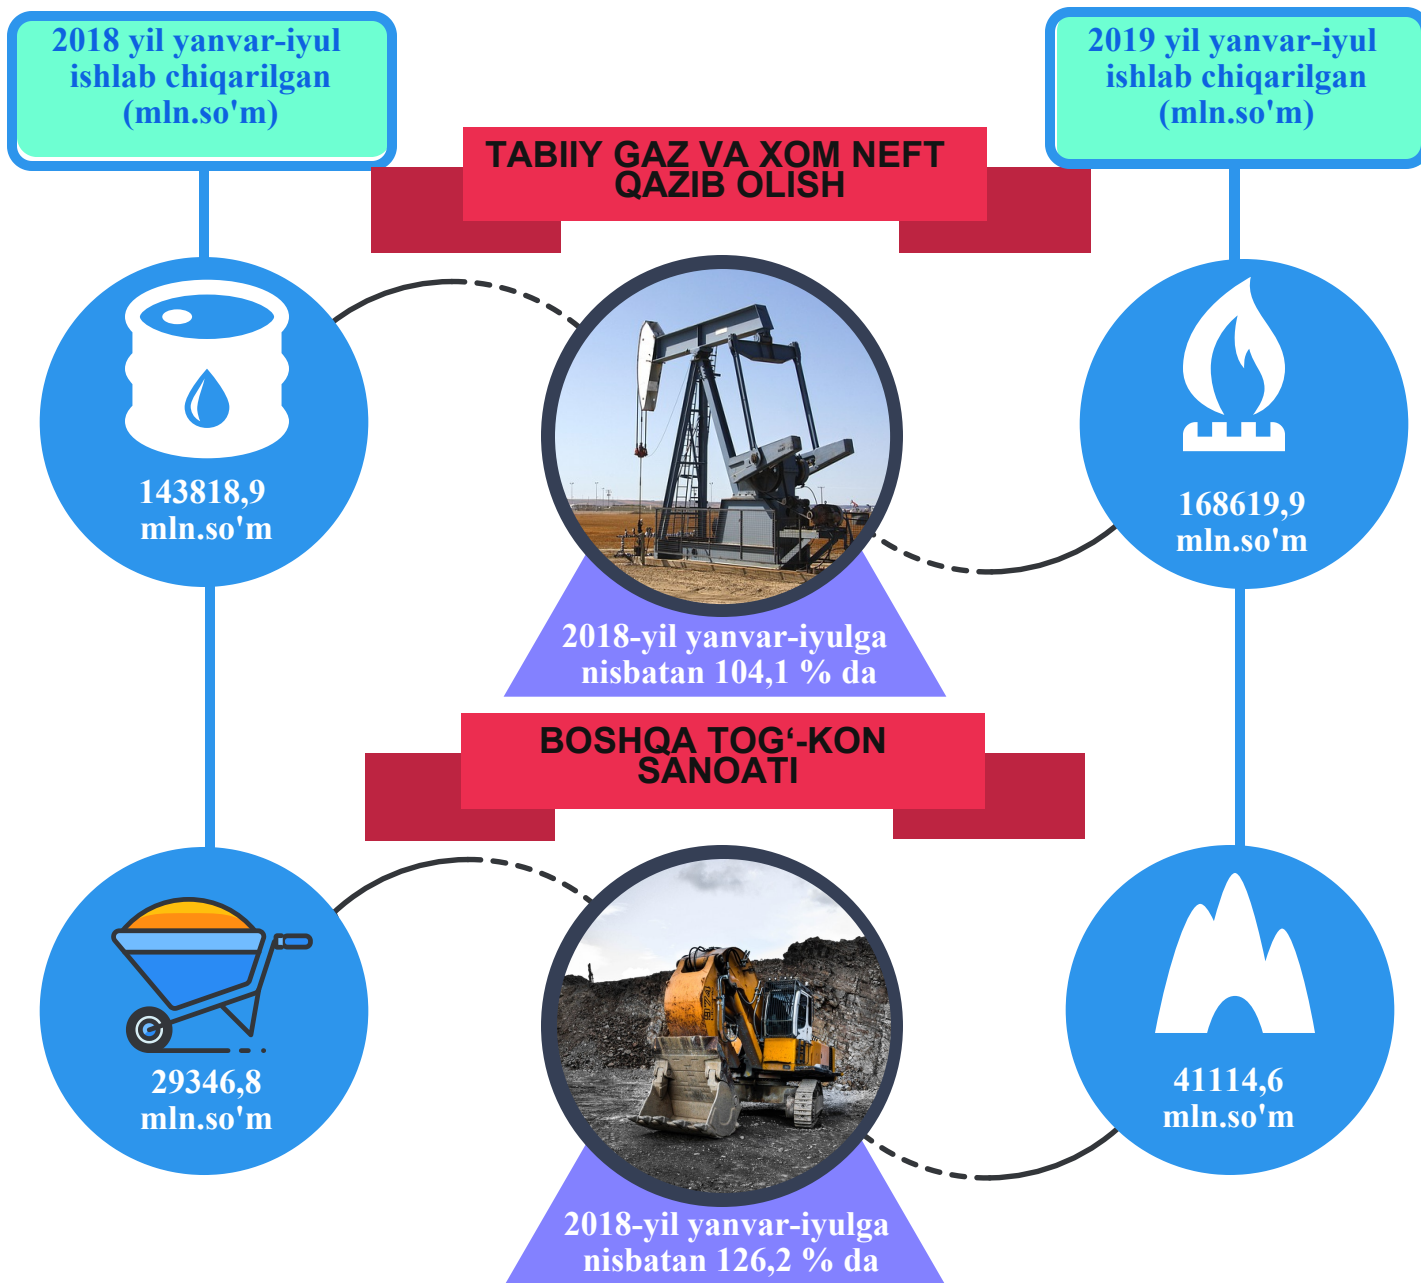 2018 yil yanvar-iyul
ishlab chiqarilgan
(mln.so'm)
2019 yil yanvar-iyul
ishlab chiqarilgan
(mln.so'm)
TABIIY GAZ VA XOM NEFT
QAZIB OLISH
143818,9
mln.so'm
168619,9
mln.so'm
2018-yil yanvar-iyulga
nisbatan 104,1 % da
BOSHQA TOG‘-KON
SANOATI
29346,8
mln.so'm
41114,6
mln.so'm
2018-yil yanvar-iyulga
nisbatan 126,2 % da